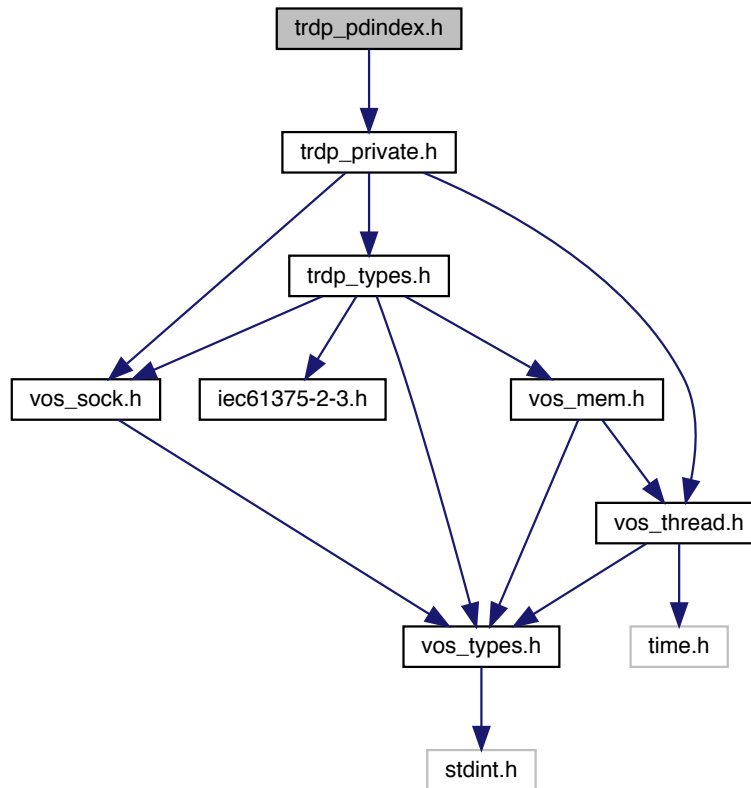 trdp_pdindex.h
trdp_private.h
trdp_types.h
vos_sock.h
iec61375-2-3.h
vos_mem.h
vos_thread.h
vos_types.h
time.h
stdint.h